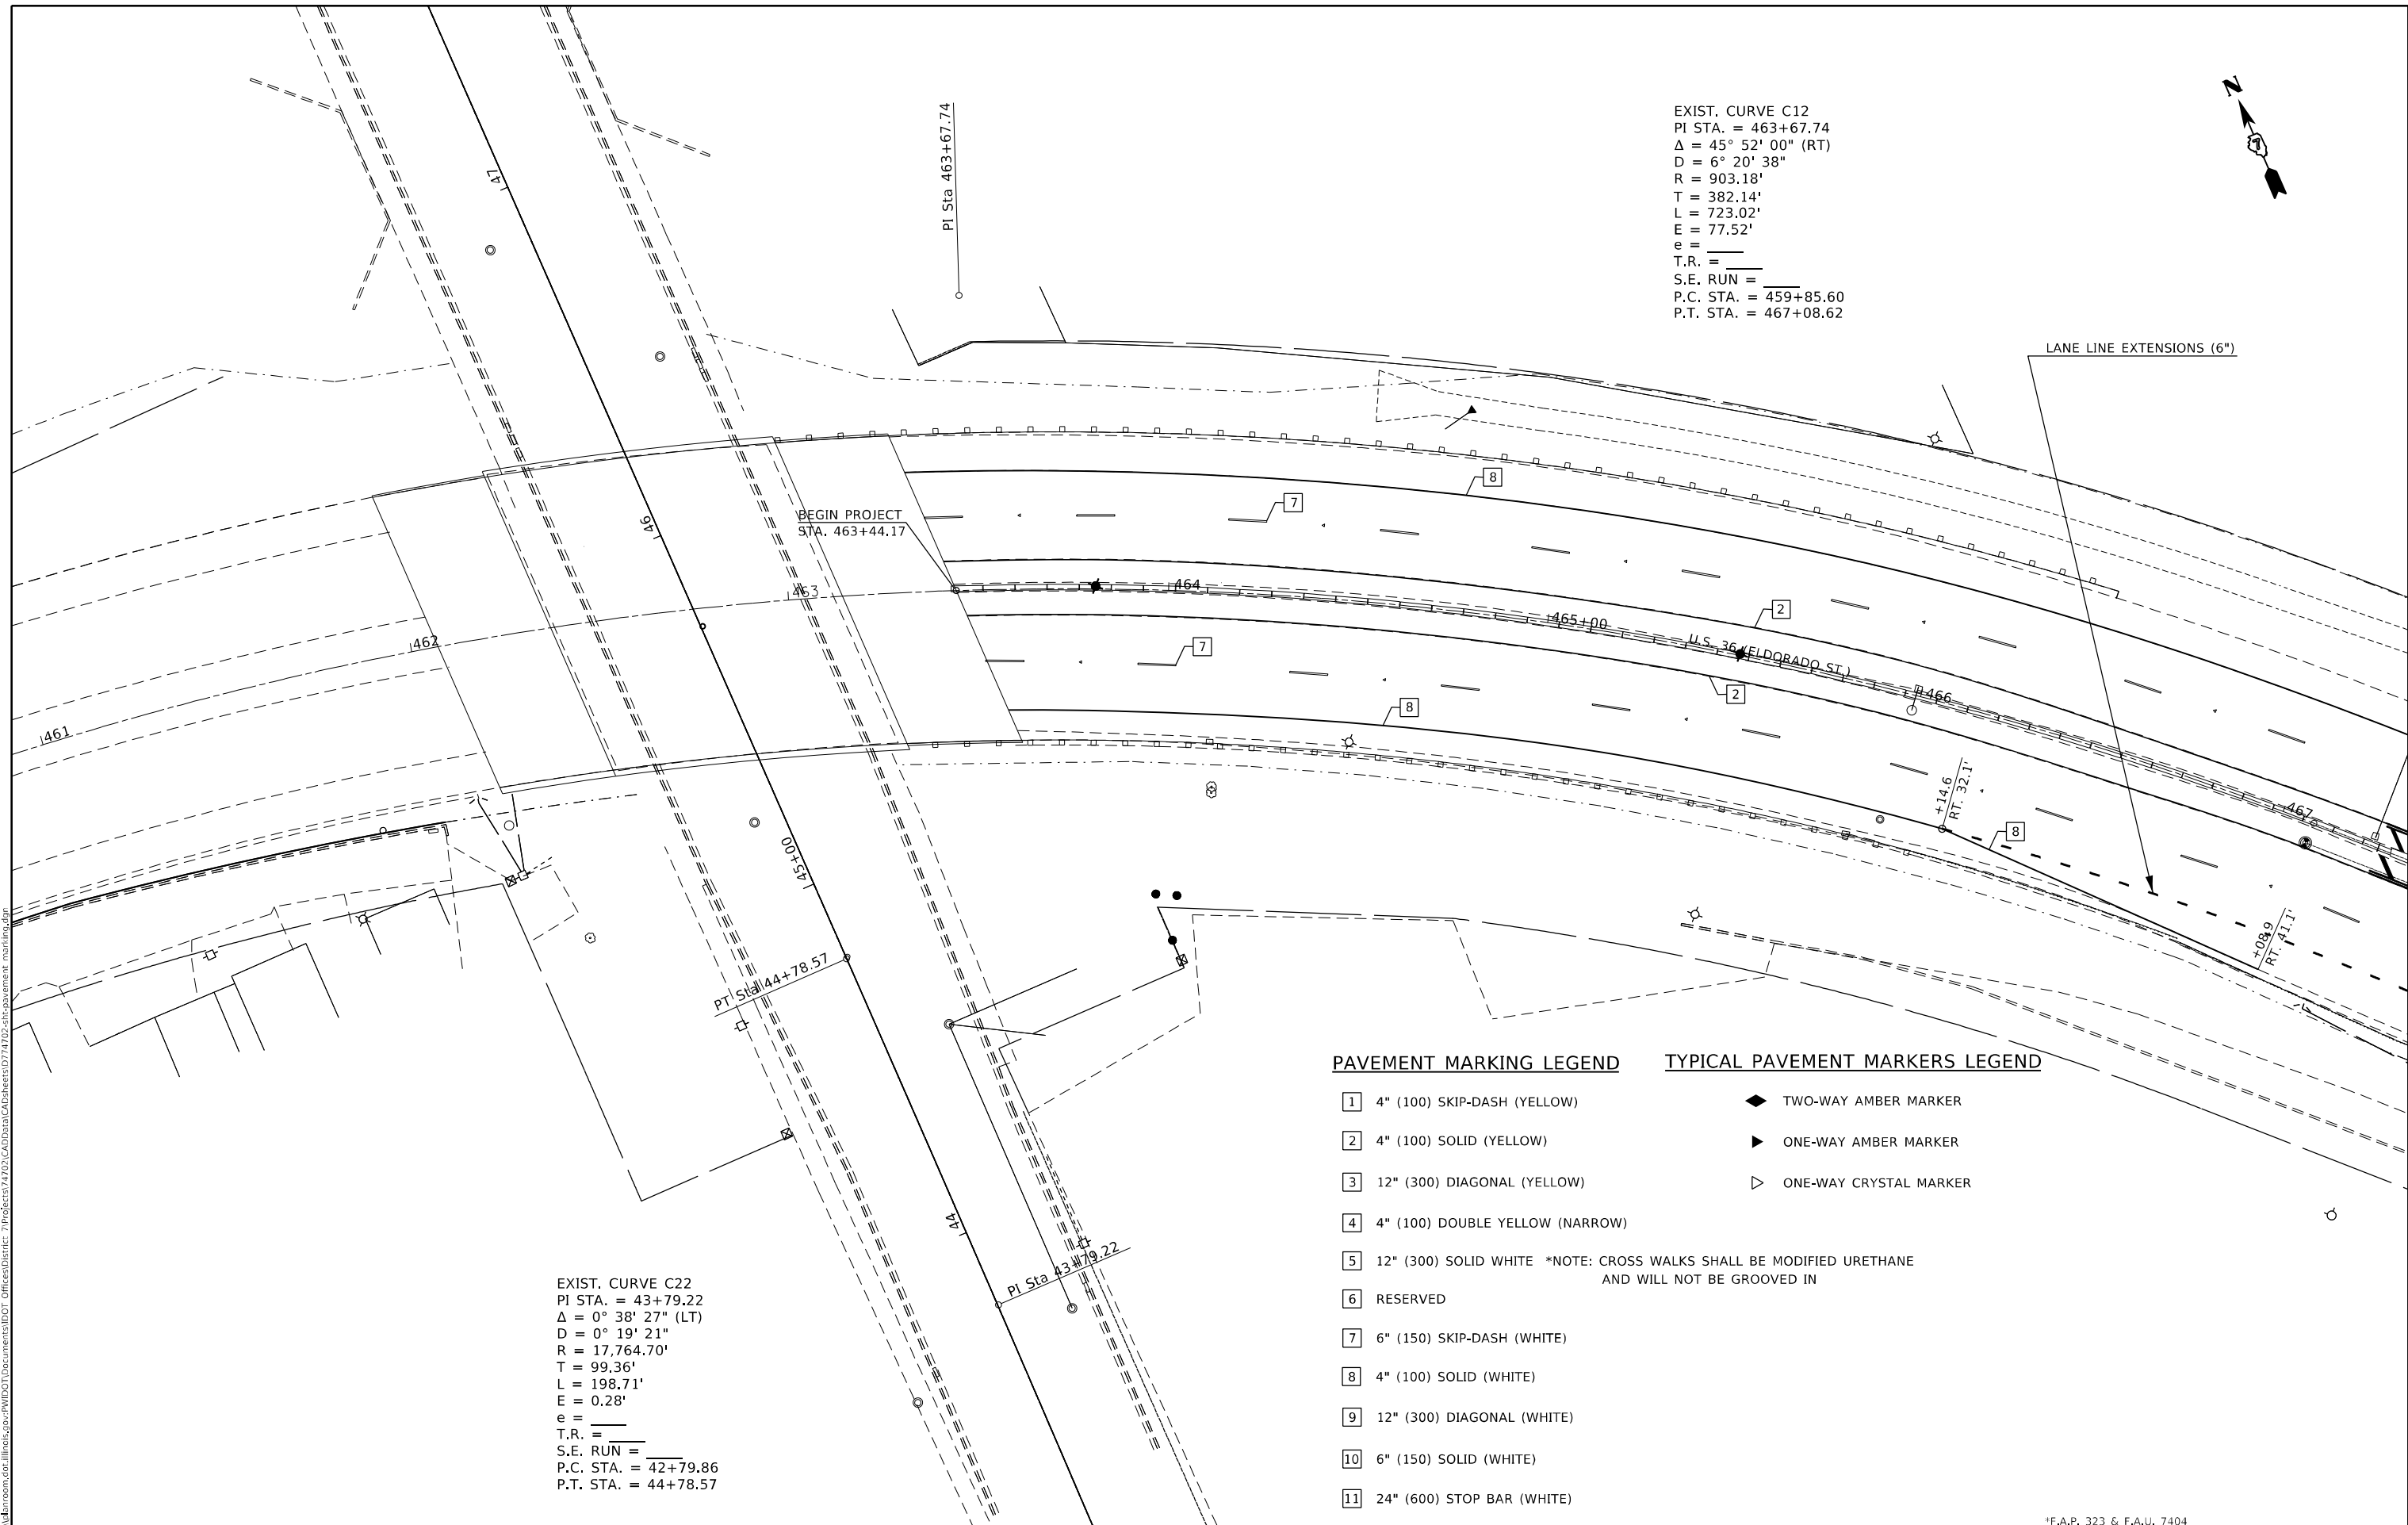 N
PI Sta 463+67.74
EXIST. CURVE C12
PI STA. = 463+67.74
Δ = 45° 52' 00" (RT)
D = 6° 20' 38"
R = 903.18'
T = 382.14'
L = 723.02'
E = 77.52'
e = ____
T.R. = ____
S.E. RUN = ____
P.C. STA. = 459+85.60
P.T. STA. = 467+08.62
LANE LINE EXTENSIONS (6")
47
46
BEGIN PROJECT
STA. 463+44.17
8
7
461
462
463
464
465+00
2
U.S. 36 (ELDORADO ST.)
466
467
7
2
8
+14.6
RT. 32.1'
8
+08.9
RT. 41.1'
45+00
PT Sta 44+78.57
44
PI Sta 43+79.22
EXIST. CURVE C22
PI STA. = 43+79.22
Δ = 0° 38' 27" (LT)
D = 0° 19' 21"
R = 17,764.70'
T = 99.36'
L = 198.71'
E = 0.28'
e = ____
T.R. = ____
S.E. RUN = ____
P.C. STA. = 42+79.86
P.T. STA. = 44+78.57
PAVEMENT MARKING LEGEND
1 4" (100) SKIP-DASH (YELLOW)
2 4" (100) SOLID (YELLOW)
3 12" (300) DIAGONAL (YELLOW)
4 4" (100) DOUBLE YELLOW (NARROW)
5 12" (300) SOLID WHITE *NOTE: CROSS WALKS SHALL BE MODIFIED URETHANE
AND WILL NOT BE GROOVED IN
6 RESERVED
7 6" (150) SKIP-DASH (WHITE)
8 4" (100) SOLID (WHITE)
9 12" (300) DIAGONAL (WHITE)
10 6" (150) SOLID (WHITE)
11 24" (600) STOP BAR (WHITE)
TYPICAL PAVEMENT MARKERS LEGEND
TWO-WAY AMBER MARKER
ONE-WAY AMBER MARKER
ONE-WAY CRYSTAL MARKER
*F.A.P. 323 & F.A.U. 7404